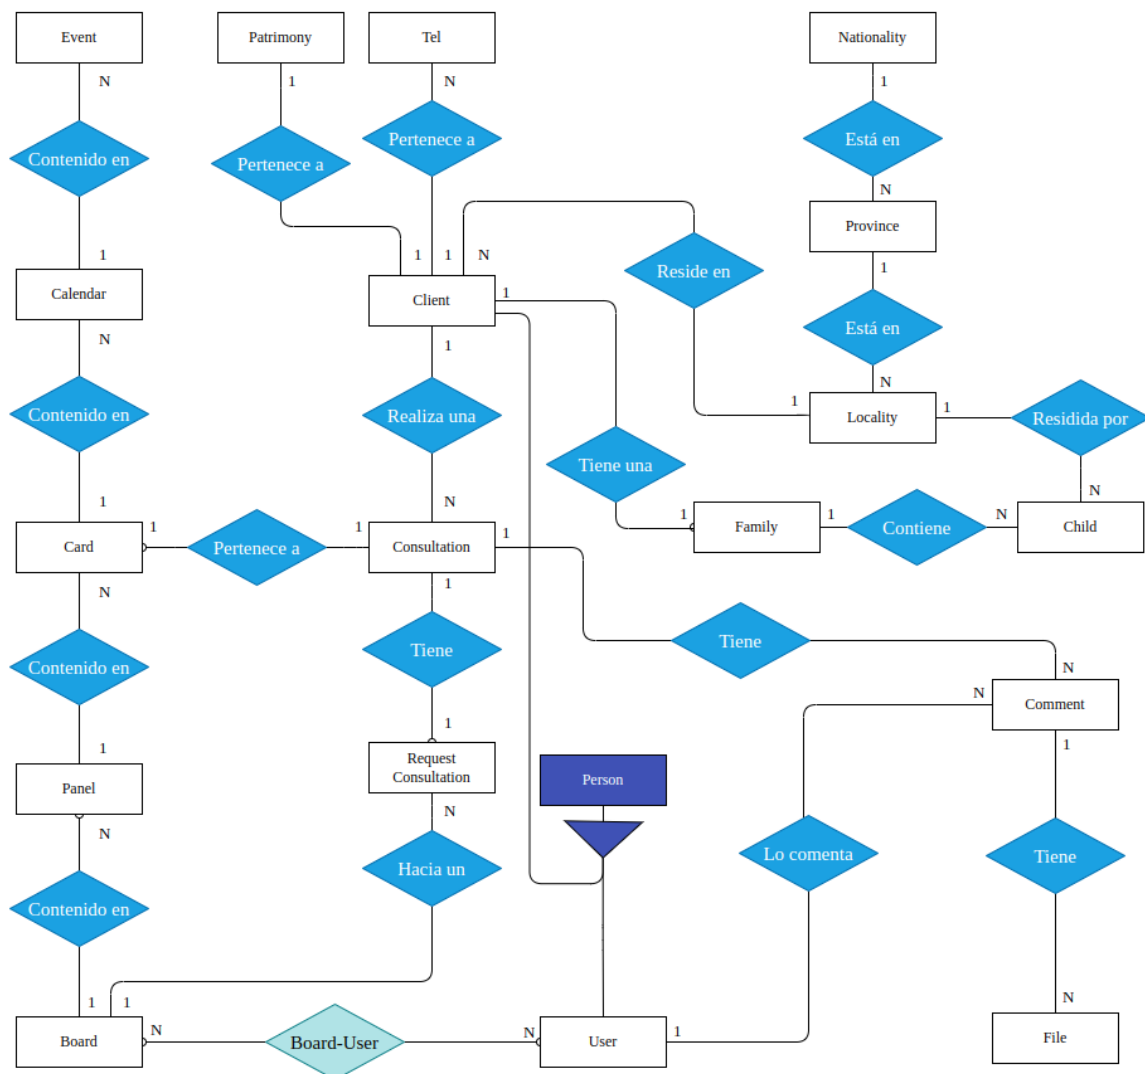 Event
Patrimony
Tel
Nationality
N
1
N
1
Contenido en
Pertenece a
Pertenece a
Está en
N
Province
1
1
1
N
1
Reside en
Calendar
Client
1
N
1
Está en
N
Contenido en
Realiza una
1
Locality
1
Residida por
Tiene una
1
N
N
1
1
1
1
1
N
Card
Pertenece a
Consultation
Family
Contiene
Child
N
1
Contenido en
Tiene
Tiene
N
N
Comment
1
1
1
Panel
Request
Consultation
Person
N
N
Contenido en
Hacia un
Lo comenta
Tiene
1
1
N
N
N
1
Board
Board-User
User
File